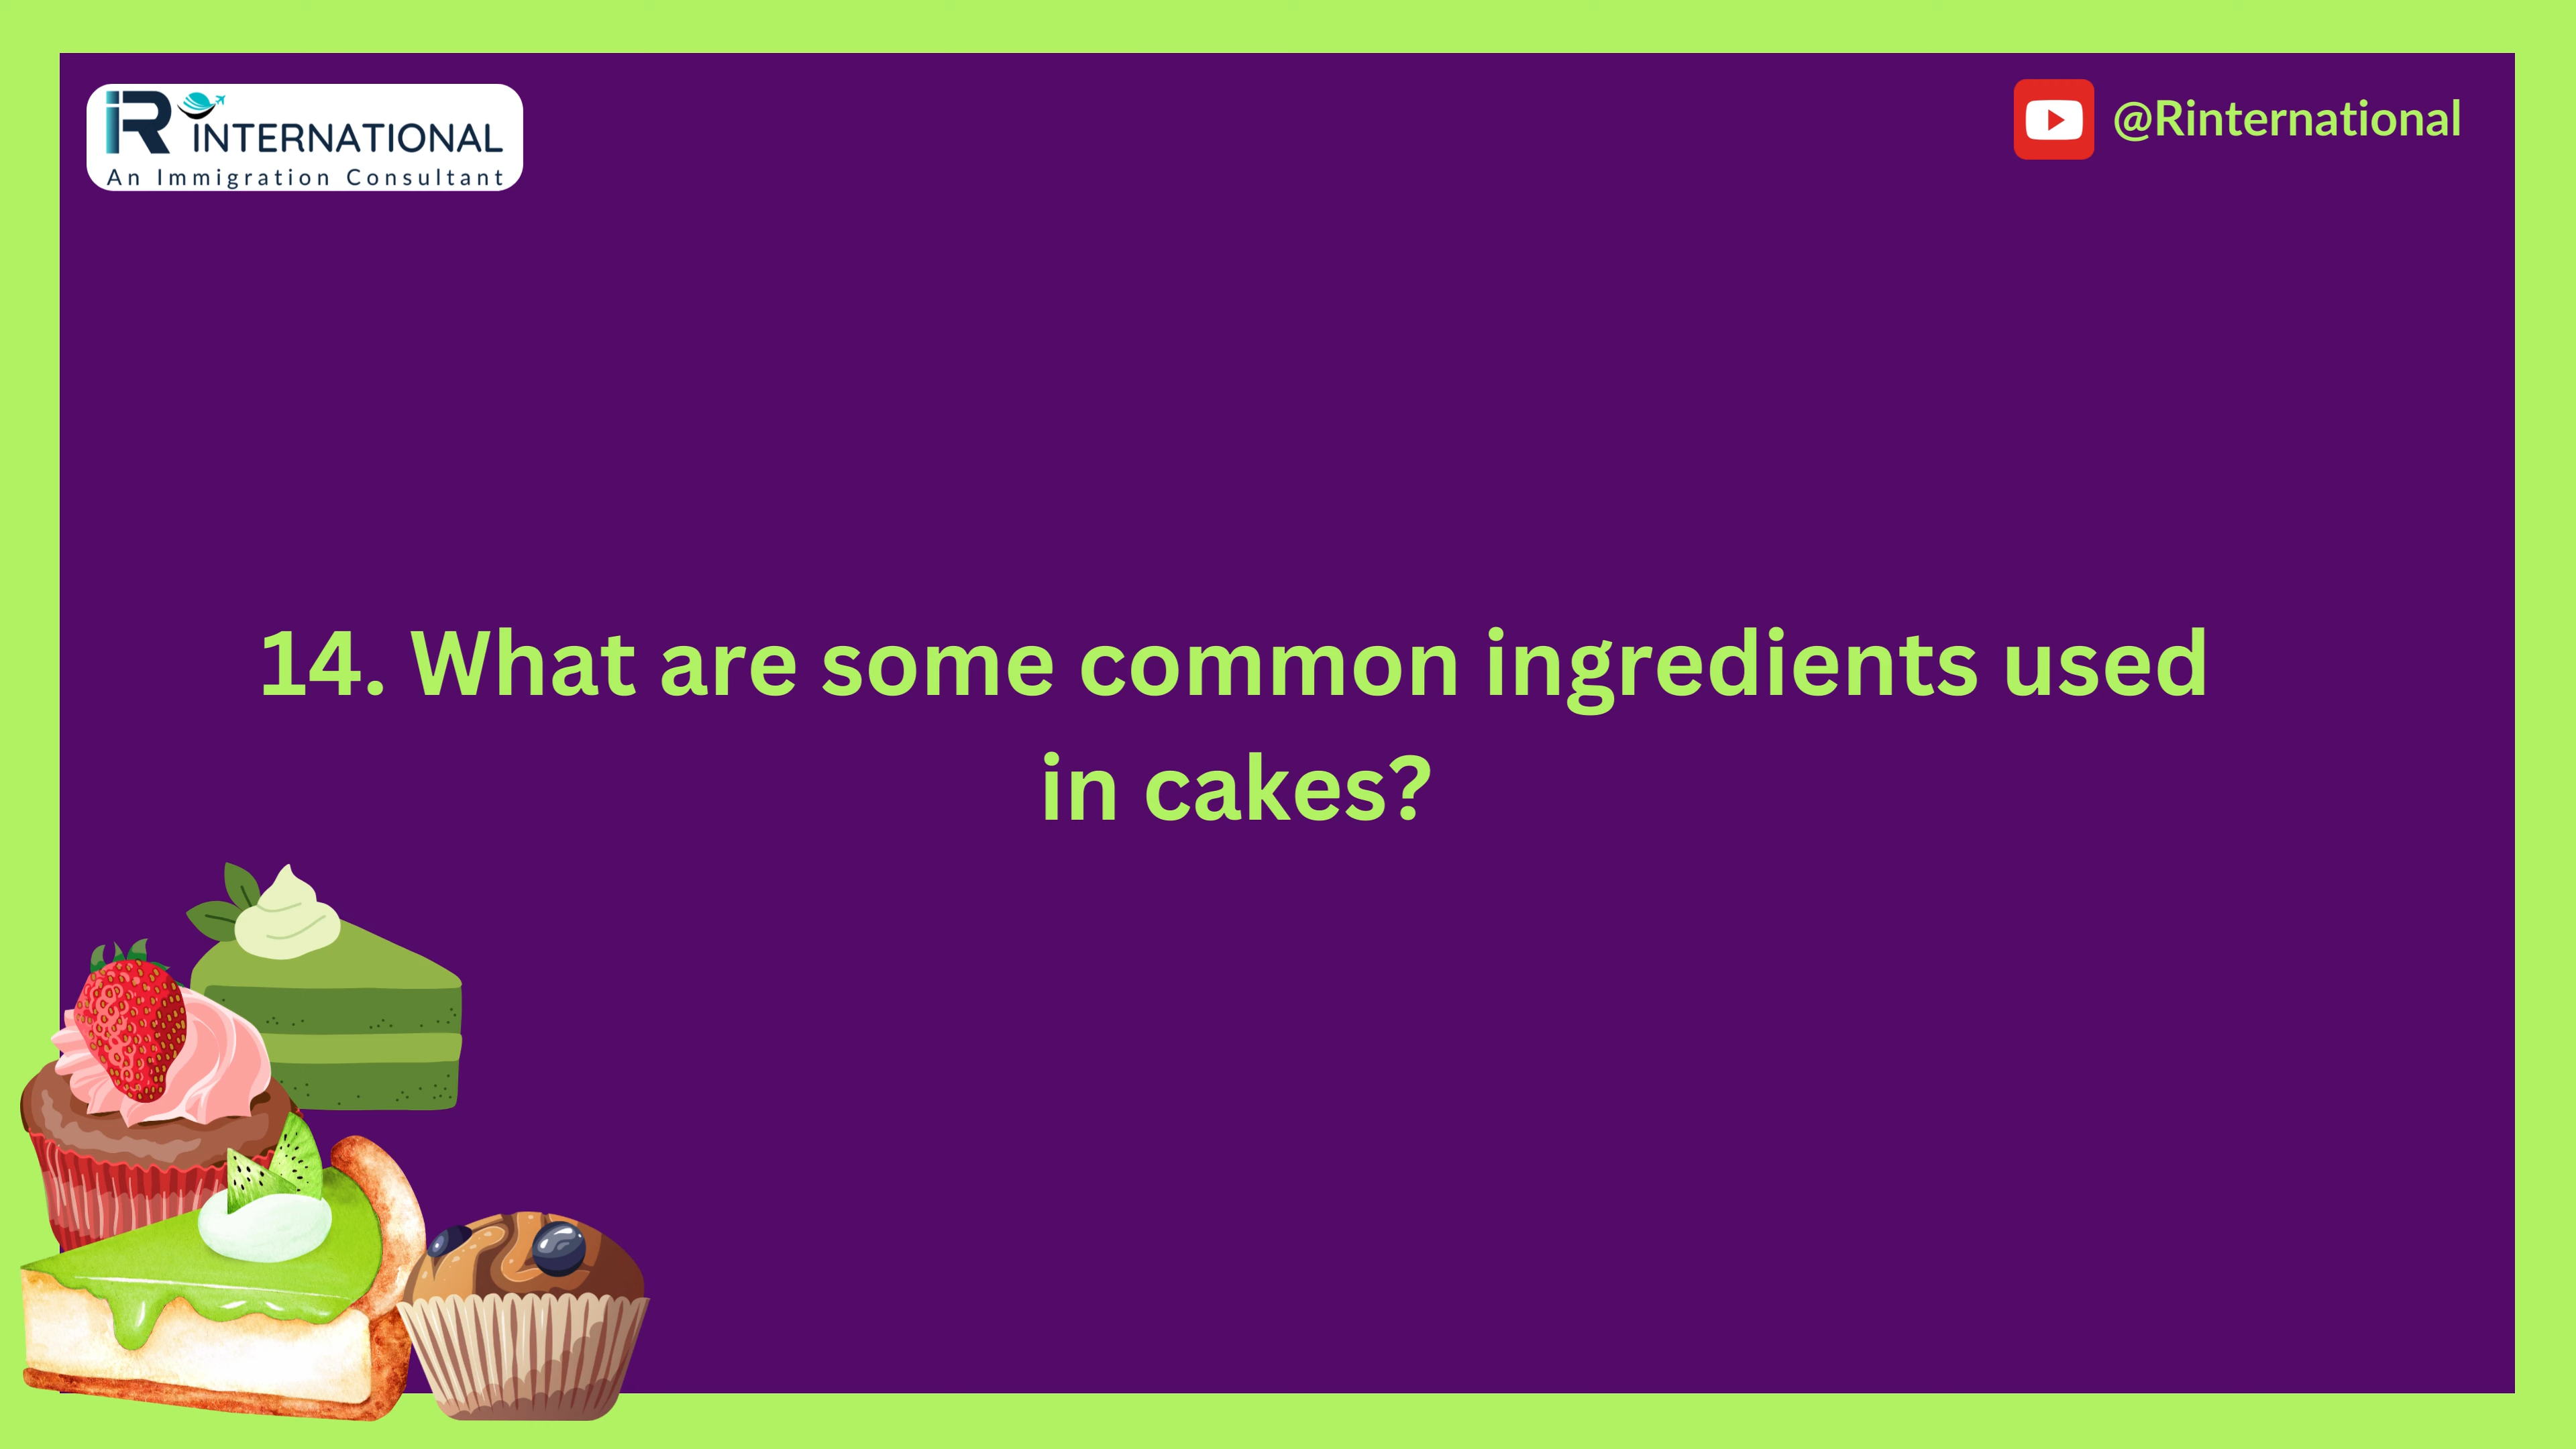 iR INTERNATIONAL
An Immigration Consultant
@Rinternational
14. What are some common ingredients used
in cakes?